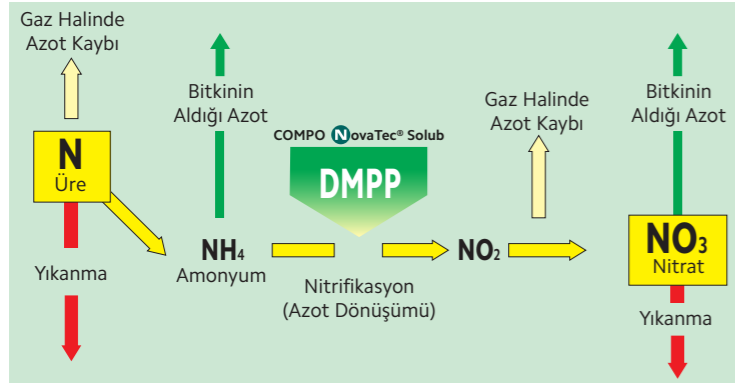 Gaz Halinde
Azot Kaybı
N
Üre
Yıkanma
Bitkinin
Aldığı Azot
NH4
Amonyum
COMPO NovaTec® Solub
DMPP
Nitrifikasyon
(Azot Dönüşümü)
NO2
Gaz Halinde
Azot Kaybı
Bitkinin
Aldığı Azot
NO3
Nitrat
Yıkanma